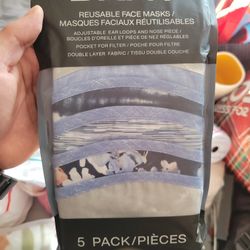 REUSABLE FACE MASKS /
MASQUES FACIAUX RÉUTILISABLES
ADJUSTABLE EAR LOOPS AND NOSE PIECE /
BOUCLES D'OREILLE ET PIÈCE DE NEZ RÉGLABLES
POCKET FOR FILTER / POCHE POUR FILTRE
DOUBLE LAYER FABRIC / TISSU DOUBLE COUCHE
5 PACK/PIÈCES